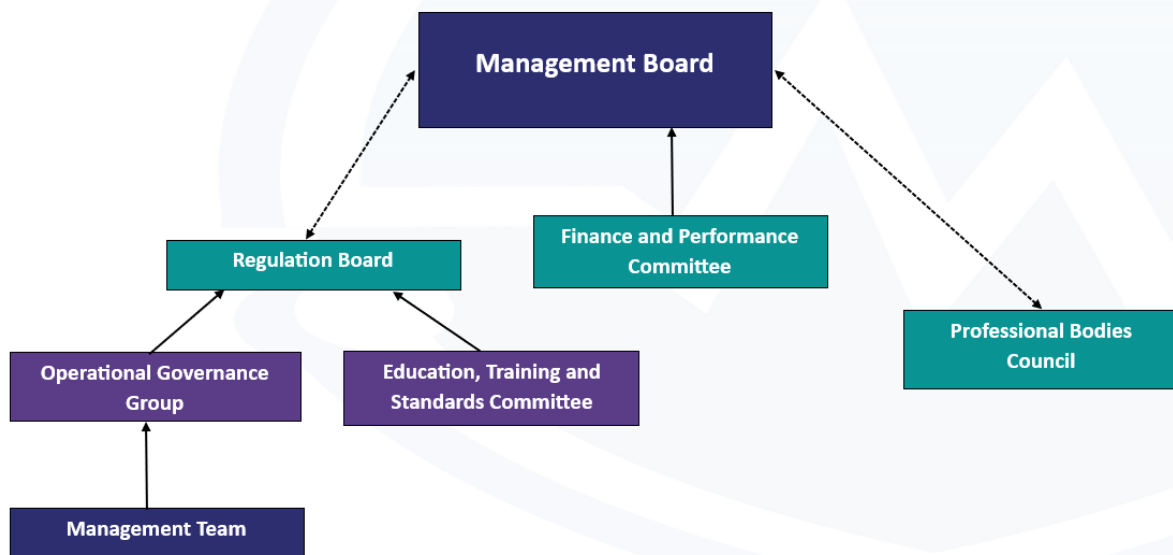 Management Board
Finance and Performance
Committee
Regulation Board
Professional Bodies
Council
Operational Governance
Group
Education, Training and
Standards Committee
Management Team